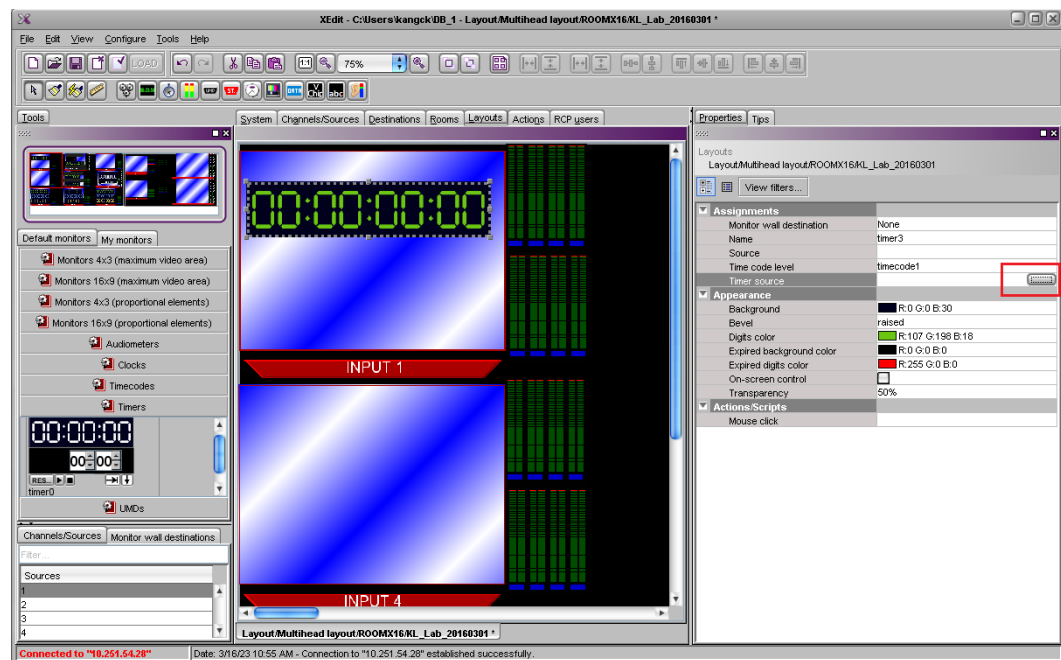 XEdit - C:\Users\kangck\DB_1 - Layout/Multihead layout/ROOMX16/KL_Lab_20160301 *
File Edit View Configure Tools Help
LOAD 1:1 75%
UMD ST. DATA V Chip abc
Tools
Default monitors My monitors
Monitors 4x3 (maximum video area)
Monitors 16x9 (maximum video area)
Monitors 4x3 (proportional elements)
Monitors 16x9 (proportional elements)
Audiometers
Clocks
Timecodes
Timers
00:00:00
00 00
RES...
timer0
UMDs
Channels/Sources Monitor wall destinations
Filter...
Sources
1
2
3
4
System Channels/Sources Destinations Rooms Layouts Actions RCP users
00:00:00:00
INPUT 1
INPUT 4
Layout/Multihead layout/ROOMX16/KL_Lab_20160301 *
Properties Tips
Layouts
Layout/Multihead layout/ROOMX16/KL_Lab_20160301
View filters...
Assignments
Monitor wall destination None
Name timer3
Source
Time code level timecode1
Timer source
Appearance
Background R:0 G:0 B:30
Bevel raised
Digits color R:107 G:198 B:18
Expired background color R:0 G:0 B:0
Expired digits color R:255 G:0 B:0
On-screen control
Transparency 50%
Actions/Scripts
Mouse click
Connected to "10.251.54.28" Date: 3/16/23 10:55 AM - Connection to "10.251.54.28" established successfully.